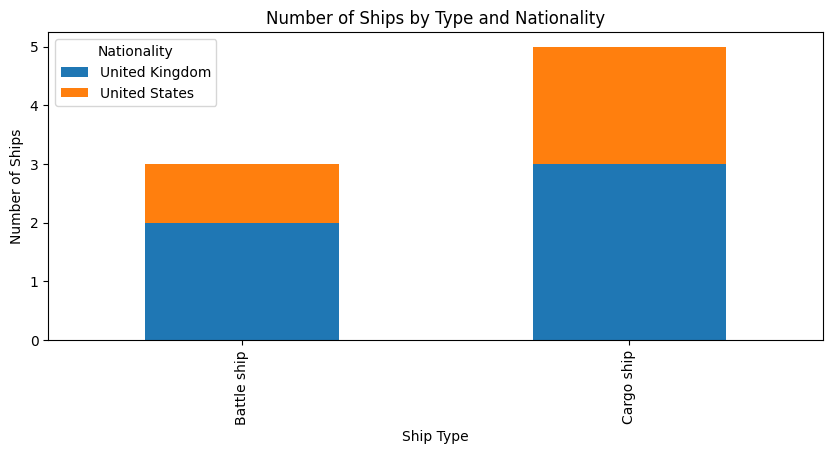 Number of Ships by Type and Nationality
Nationality
United Kingdom
United States
Number of Ships
5
4
3
2
1
0
Battle ship
Cargo ship
Ship Type